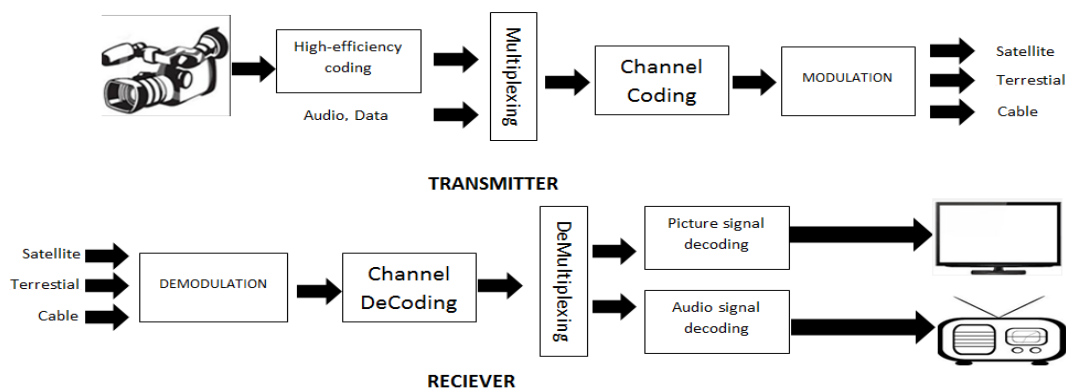 High-efficiency
coding
Audio, Data
Multiplexing
Channel
Coding
MODULATION
Satellite
Terrestial
Cable
TRANSMITTER
Satellite
Terrestial
Cable
DEMODULATION
Channel
DeCoding
DeMultiplexing
Picture signal
decoding
Audio signal
decoding
RECIEVER